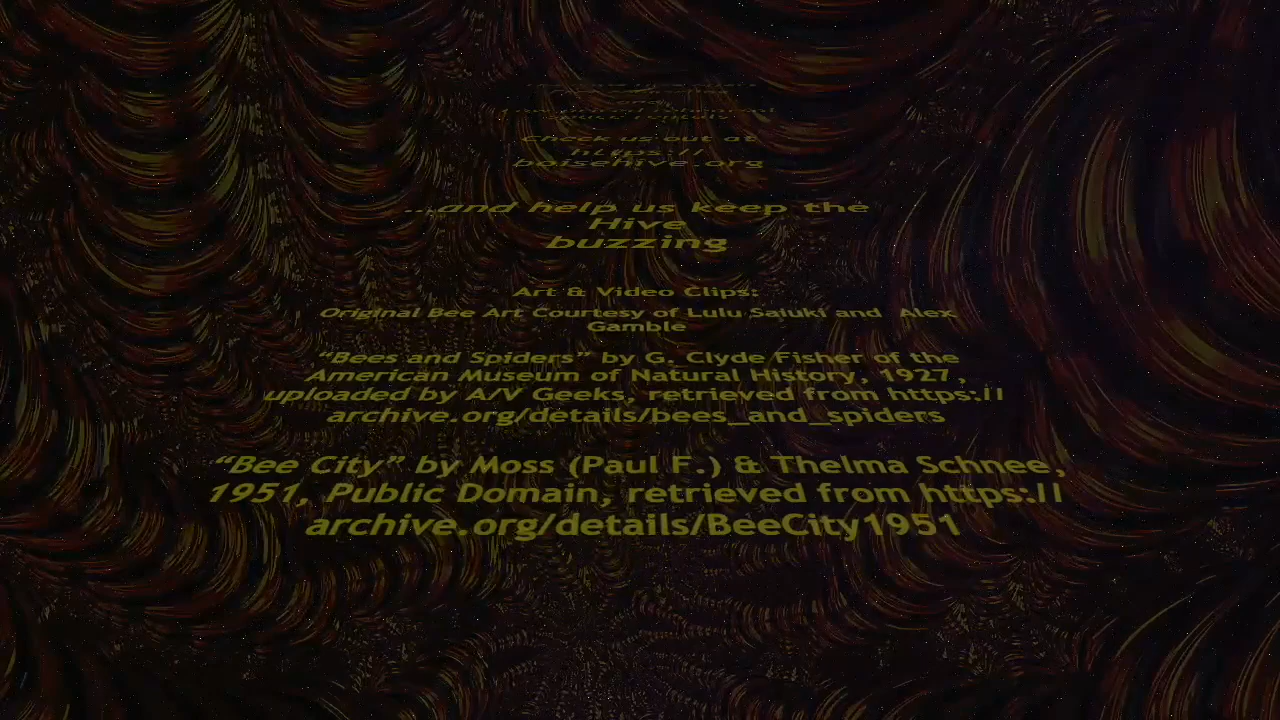 Check us out at
https://
boisehive.org
...and help us keep the
Hive
buzzing
Art & Video Clips:
Original Bee Art Courtesy of Lulu Saluki and Alex
Gamble
“Bees and Spiders” by G. Clyde Fisher of the
American Museum of Natural History, 1927,
uploaded by A/V Geeks, retrieved from https://
archive.org/details/bees_and_spiders
“Bee City” by Moss (Paul F.) & Thelma Schnee,
1951, Public Domain, retrieved from https://
archive.org/details/BeeCity1951